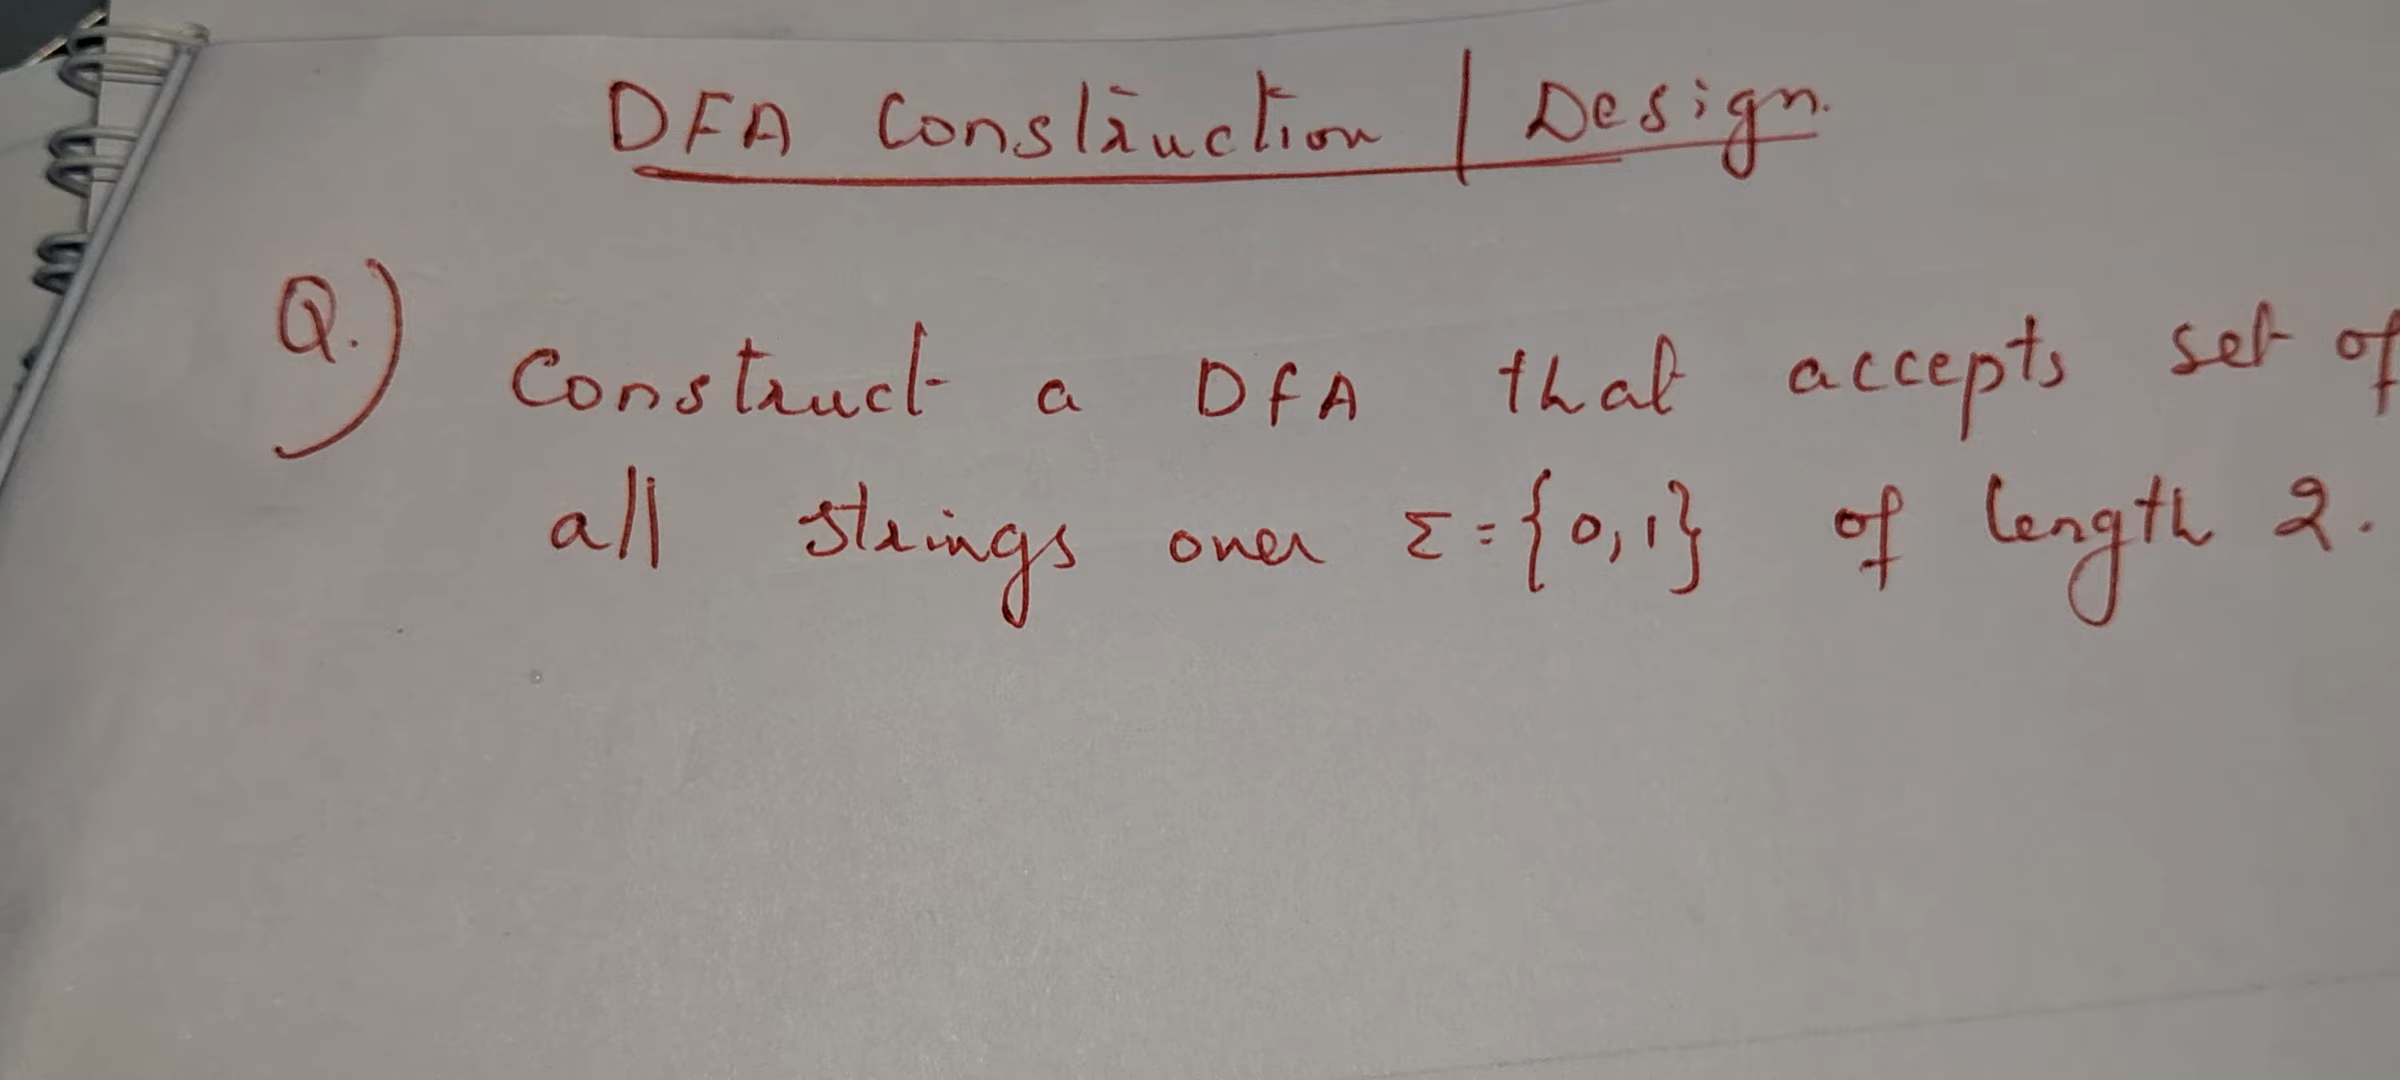 DFA Construction | Design.
Q.) Construct a DFA that accepts set of
all strings over Σ = {0,1} of length 2.